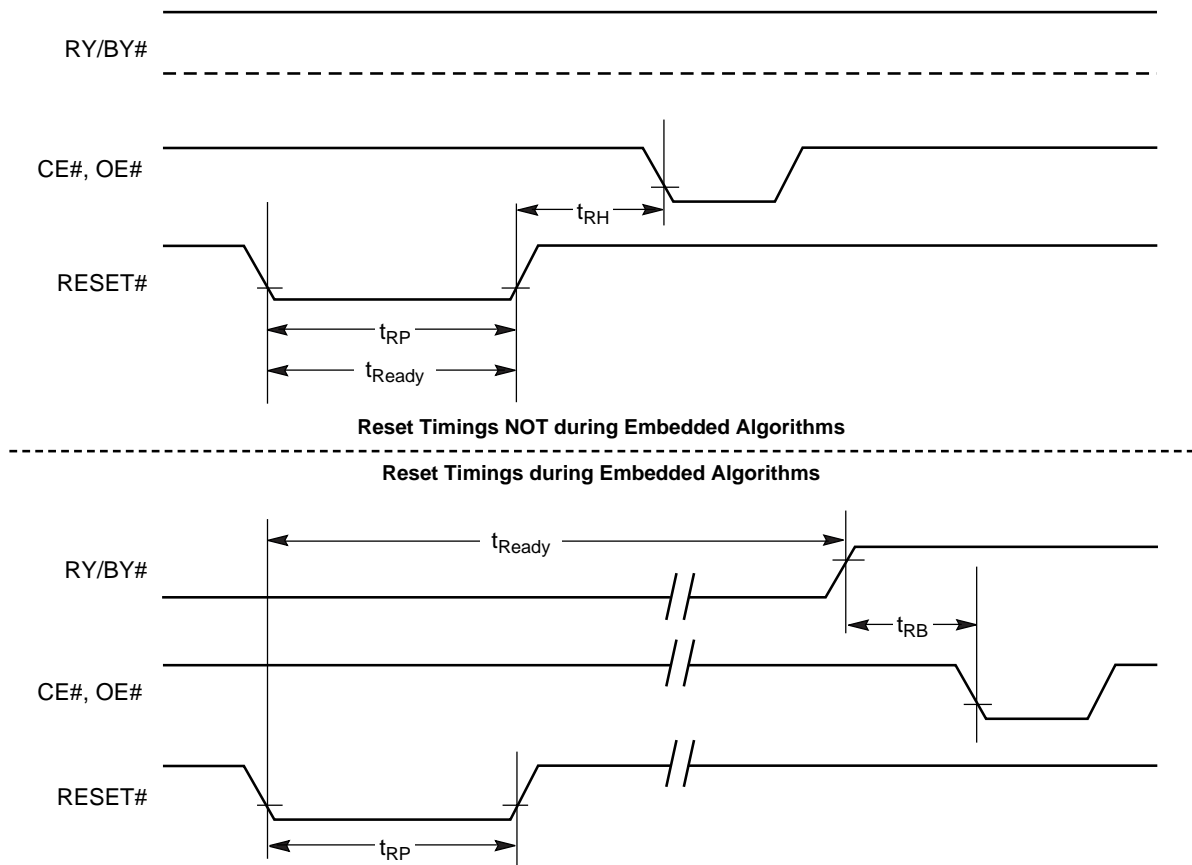 RY/BY#
CE#, OE#
tRH
RESET#
tRP
tReady
Reset Timings NOT during Embedded Algorithms
Reset Timings during Embedded Algorithms
tReady
RY/BY#
tRB
CE#, OE#
RESET#
tRP